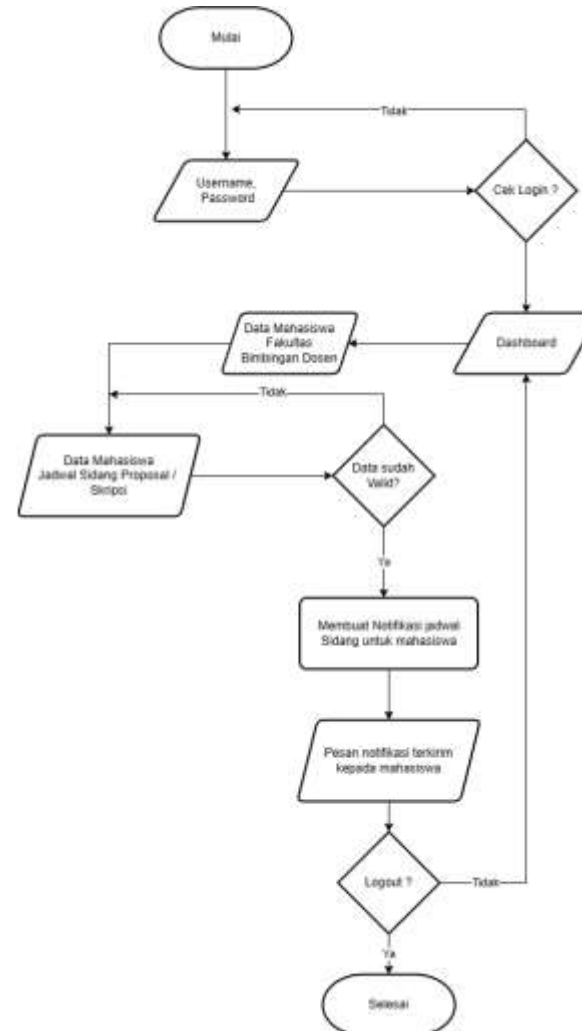 Mulai
Tidak
Username,
Password
Cek Login ?
Data Mahasiswa
Fakultas
Bimbingan Dosen
Dashboard
Tidak
Data Mahasiswa
Jadwal Sidang Proposal /
Skripsi
Data sudah
Valid?
Ya
Membuat Notifikasi jadwal
Sidang untuk mahasiswa
Pesan notifikasi terkirim
kepada mahasiswa
Logout ?
Tidak
Ya
Selesai